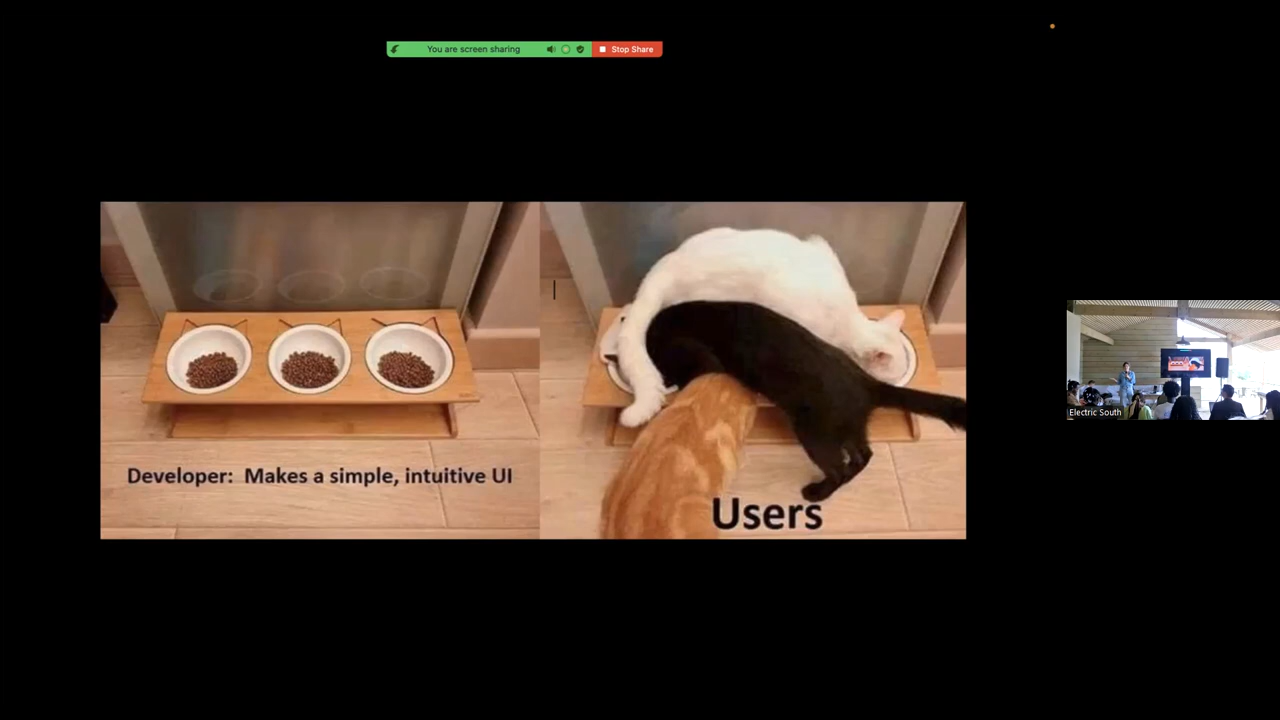 You are screen sharing
Stop Share
Developer:  Makes a simple, intuitive UI
Users
Electric South